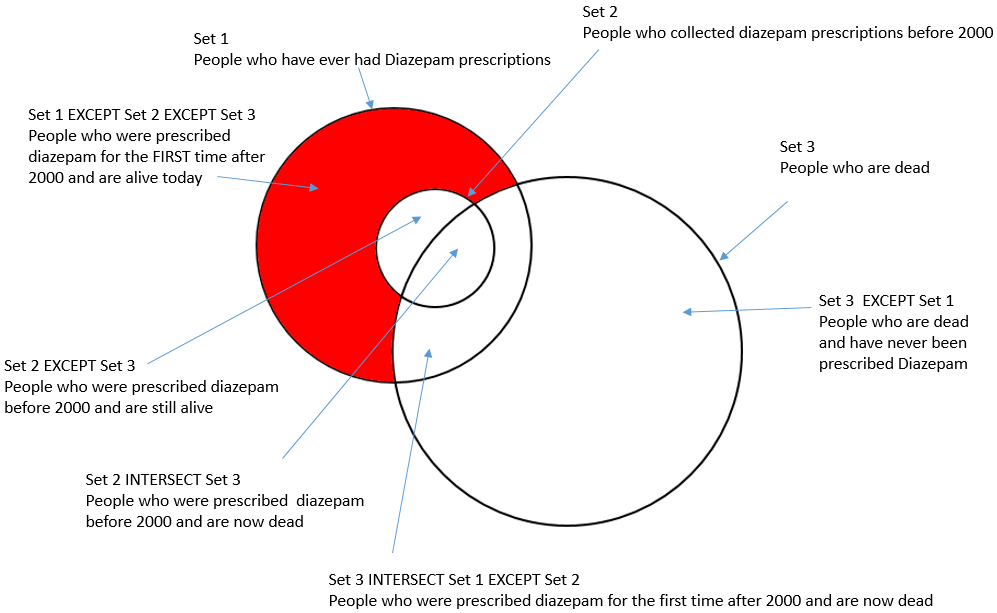 Set 2
People who collected diazepam prescriptions before 2000
Set 1
People who have ever had Diazepam prescriptions
Set 1 EXCEPT Set 2 EXCEPT Set 3
People who were prescribed
diazepam for the FIRST time after
2000 and are alive today
Set 3
People who are dead
Set 3 EXCEPT Set 1
People who are dead
and have never been
prescribed Diazepam
Set 2 EXCEPT Set 3
People who were prescribed diazepam
before 2000 and are still alive
Set 2 INTERSECT Set 3
People who were prescribed diazepam
before 2000 and are now dead
Set 3 INTERSECT Set 1 EXCEPT Set 2
People who were prescribed diazepam for the first time after 2000 and are now dead